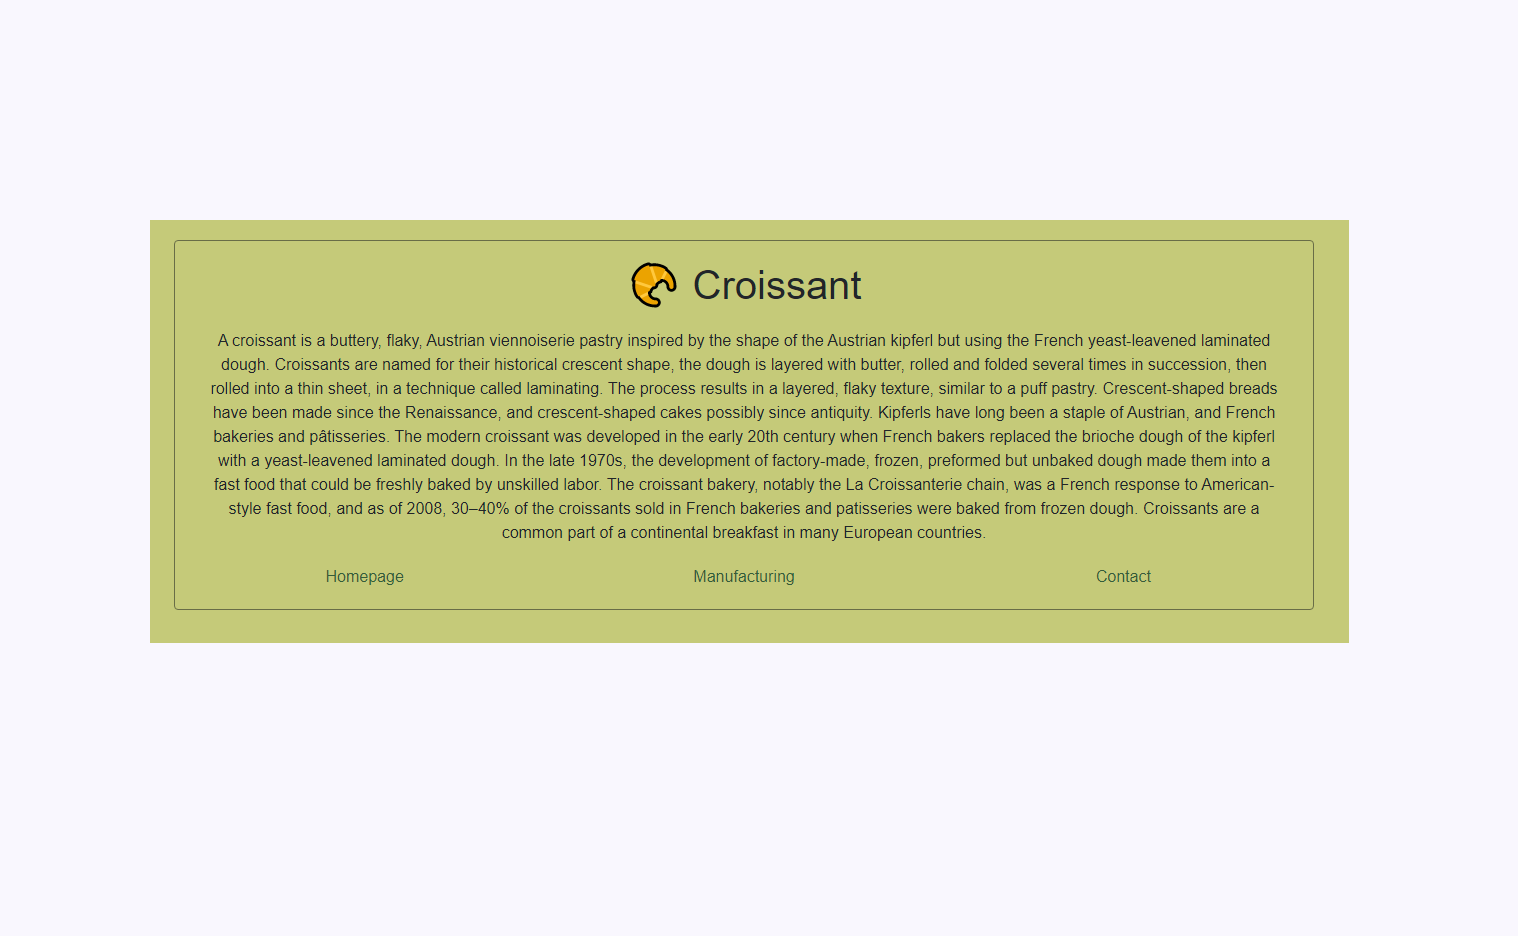 Croissant
A croissant is a buttery, flaky, Austrian viennoiserie pastry inspired by the shape of the Austrian kipferl but using the French yeast-leavened laminated
dough. Croissants are named for their historical crescent shape, the dough is layered with butter, rolled and folded several times in succession, then
rolled into a thin sheet, in a technique called laminating. The process results in a layered, flaky texture, similar to a puff pastry. Crescent-shaped breads
have been made since the Renaissance, and crescent-shaped cakes possibly since antiquity. Kipferls have long been a staple of Austrian, and French
bakeries and pâtisseries. The modern croissant was developed in the early 20th century when French bakers replaced the brioche dough of the kipferl
with a yeast-leavened laminated dough. In the late 1970s, the development of factory-made, frozen, preformed but unbaked dough made them into a
fast food that could be freshly baked by unskilled labor. The croissant bakery, notably the La Croissanterie chain, was a French response to American-
style fast food, and as of 2008, 30–40% of the croissants sold in French bakeries and patisseries were baked from frozen dough. Croissants are a
common part of a continental breakfast in many European countries.
Homepage
Manufacturing
Contact